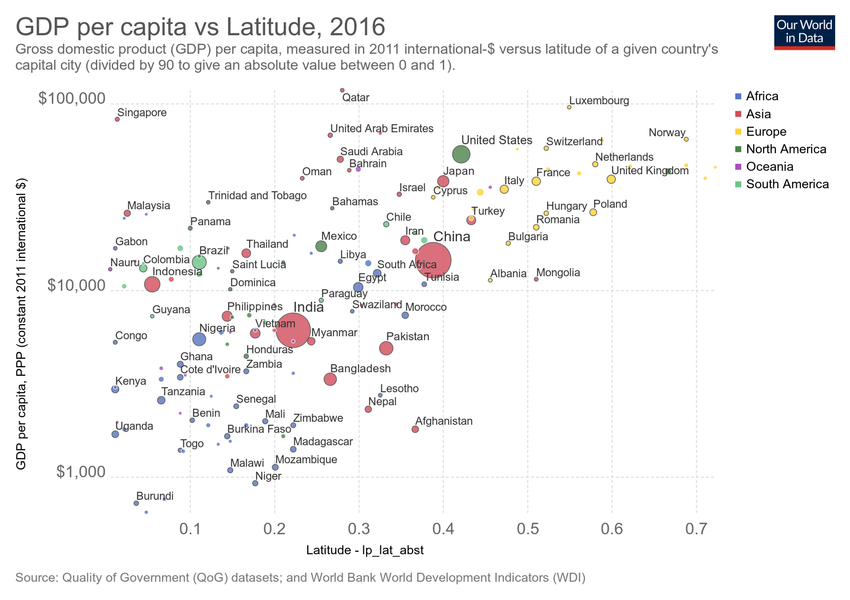 GDP per capita vs Latitude, 2016
Gross domestic product (GDP) per capita, measured in 2011 international-$ versus latitude of a given country's
capital city (divided by 90 to give an absolute value between 0 and 1).
Our World
in Data
GDP per capita, PPP (constant 2011 international $)
$100,000
$10,000
$1,000
Qatar
Luxembourg
Singapore
United Arab Emirates
Norway
United States
Switzerland
Saudi Arabia
Bahrain
Netherlands
Oman
Japan
France
United Kingdom
Italy
Israel
Cyprus
Trinidad and Tobago
Bahamas
Malaysia
Hungary
Poland
Turkey
Romania
Panama
Chile
Iran
China
Bulgaria
Mexico
Gabon
Brazil
Thailand
Libya
Nauru
Colombia
Saint Lucia
South Africa
Indonesia
Egypt
Tunisia
Albania
Mongolia
Dominica
Paraguay
Guyana
Philippines
India
Swaziland
Morocco
Nigeria
Vietnam
Myanmar
Congo
Pakistan
Honduras
Ghana
Cote d'Ivoire
Zambia
Bangladesh
Kenya
Tanzania
Lesotho
Senegal
Nepal
Benin
Mali
Zimbabwe
Afghanistan
Uganda
Burkina Faso
Togo
Madagascar
Malawi
Mozambique
Niger
Burundi
0.1
0.2
0.3
0.4
0.5
0.6
0.7
Latitude - lp_lat_abst
Africa
Asia
Europe
North America
Oceania
South America
Source: Quality of Government (QoG) datasets; and World Bank World Development Indicators (WDI)